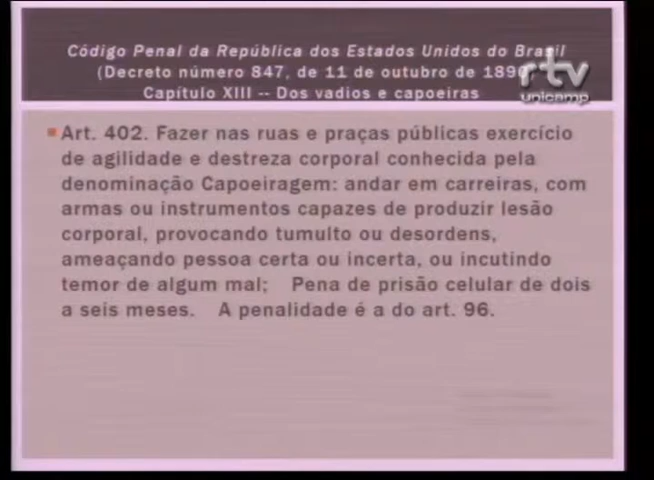 Código Penal da República dos Estados Unidos do Brasil
(Decreto número 847, de 11 de outubro de 1890)
Capítulo XIII -- Dos vadios e capoeiras
rtv
unicamp
Art. 402. Fazer nas ruas e praças públicas exercício
de agilidade e destreza corporal conhecida pela
denominação Capoeiragem: andar em carreiras, com
armas ou instrumentos capazes de produzir lesão
corporal, provocando tumulto ou desordens,
ameaçando pessoa certa ou incerta, ou incutindo
temor de algum mal; Pena de prisão celular de dois
a seis meses. A penalidade é a do art. 96.